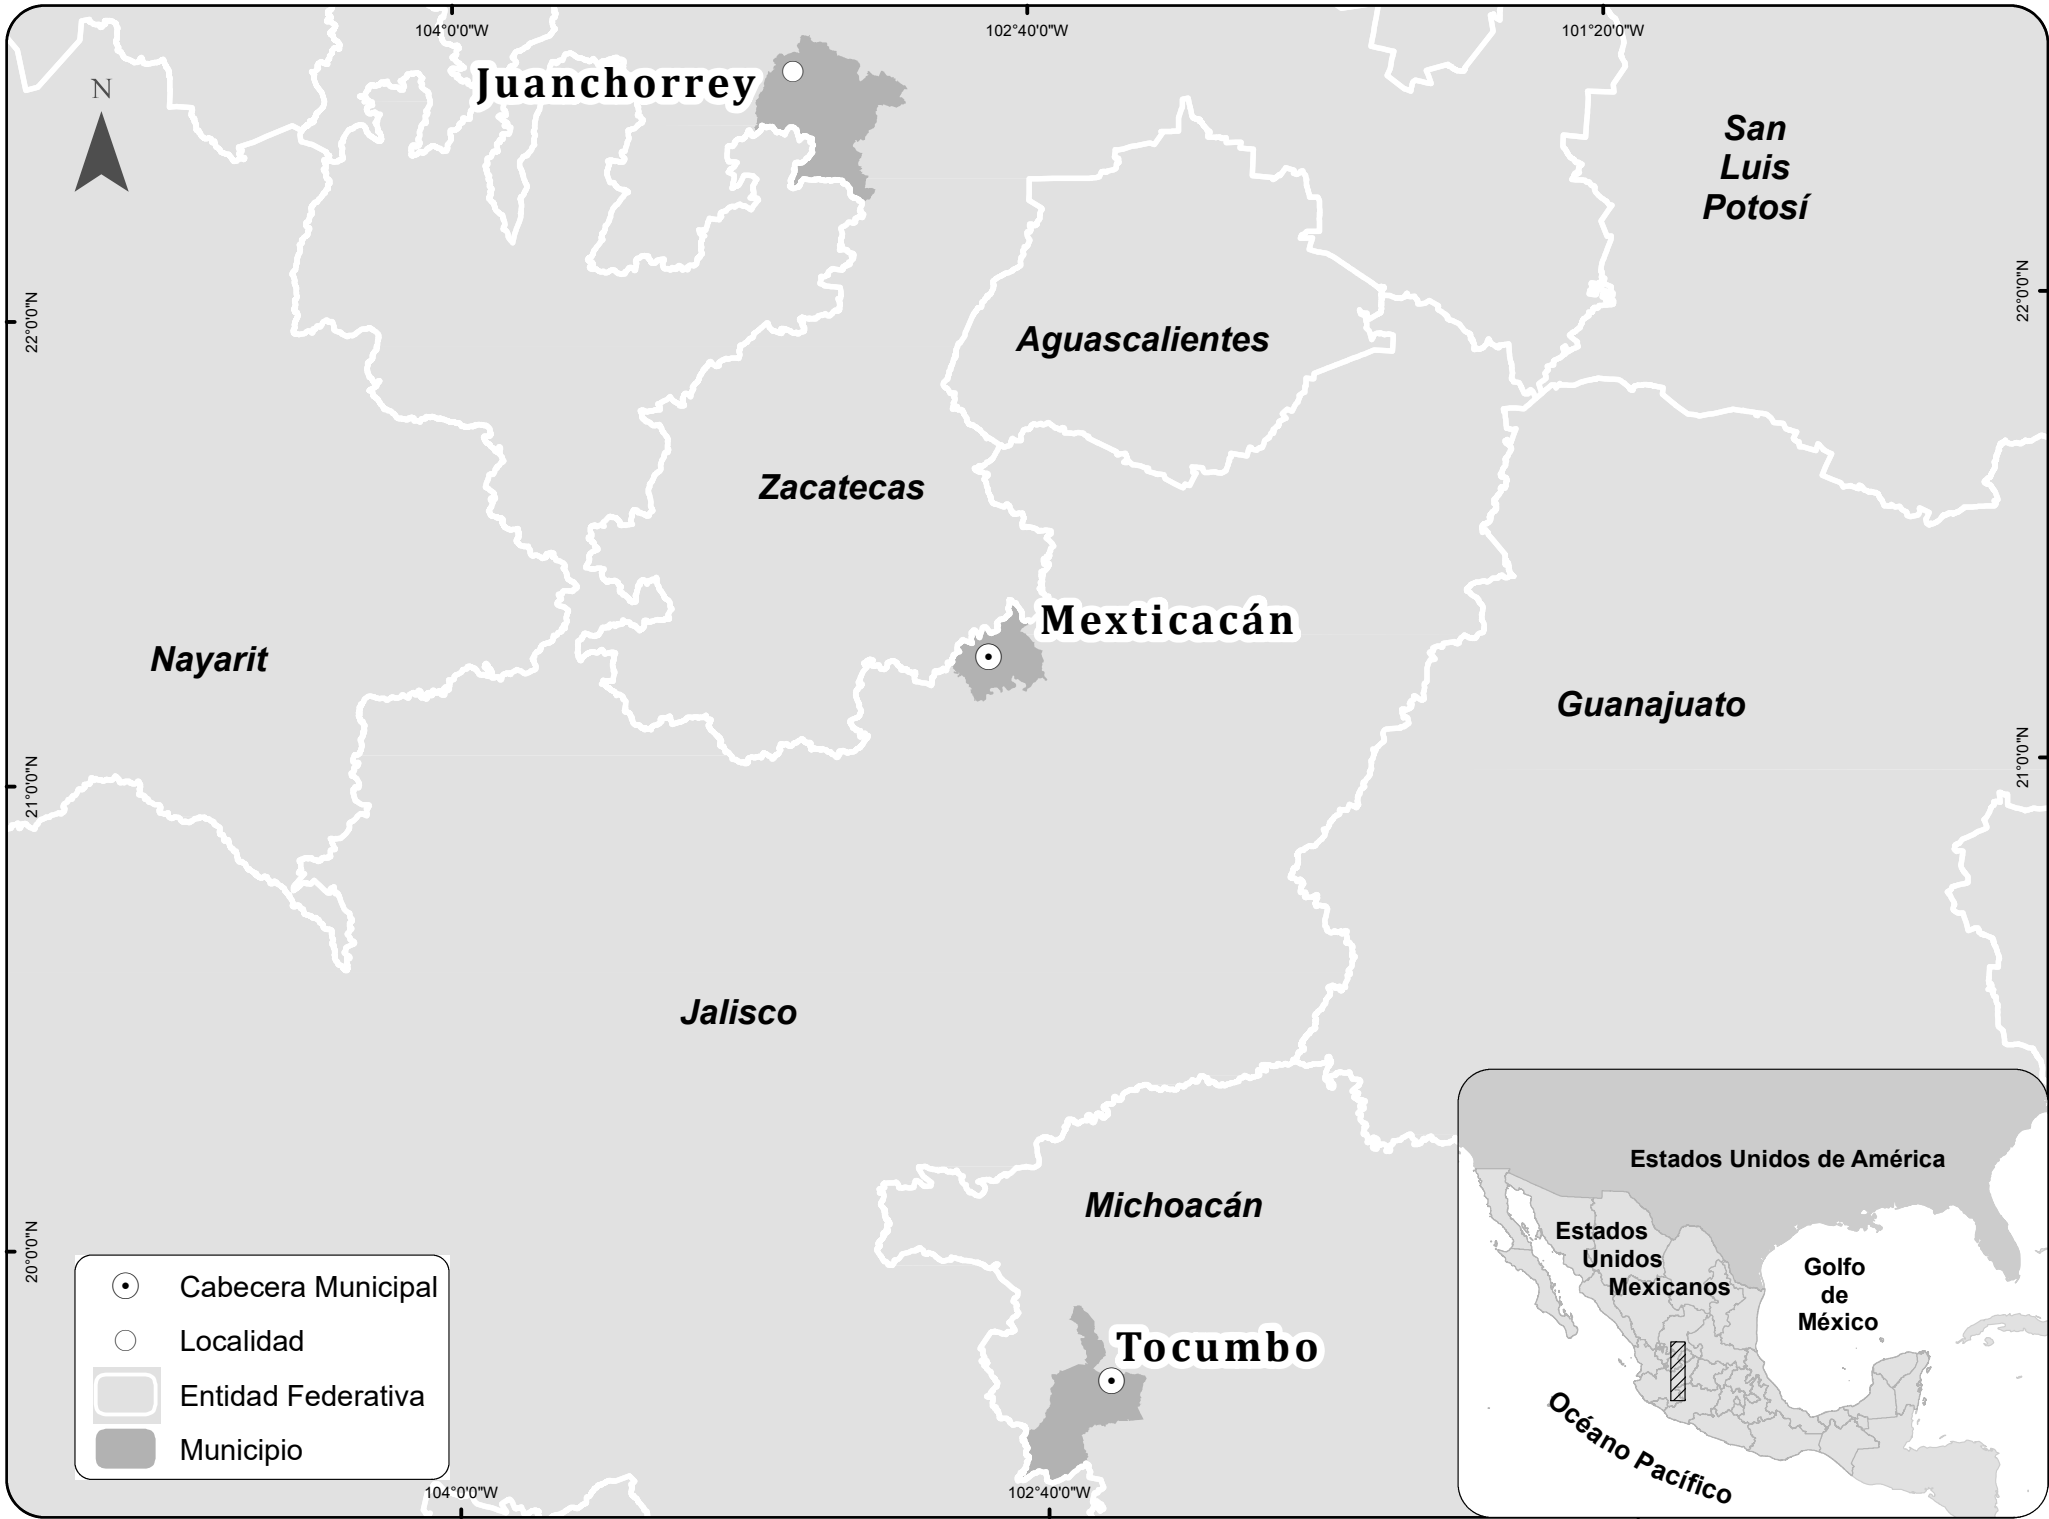 104°0'0"W
102°40'0"W
101°20'0"W
N
Juanchorrey
San
Luis
Potosí
22°0'0"N
22°0'0"N
Aguascalientes
Zacatecas
Mexticacán
Nayarit
Guanajuato
21°0'0"N
21°0'0"N
Jalisco
Michoacán
20°0'0"N
Tocumbo
Cabecera Municipal
Localidad
Entidad Federativa
Municipio
Estados Unidos de América
Estados
Unidos
Mexicanos
Golfo
de
México
Océano Pacífico
104°0'0"W
102°40'0"W